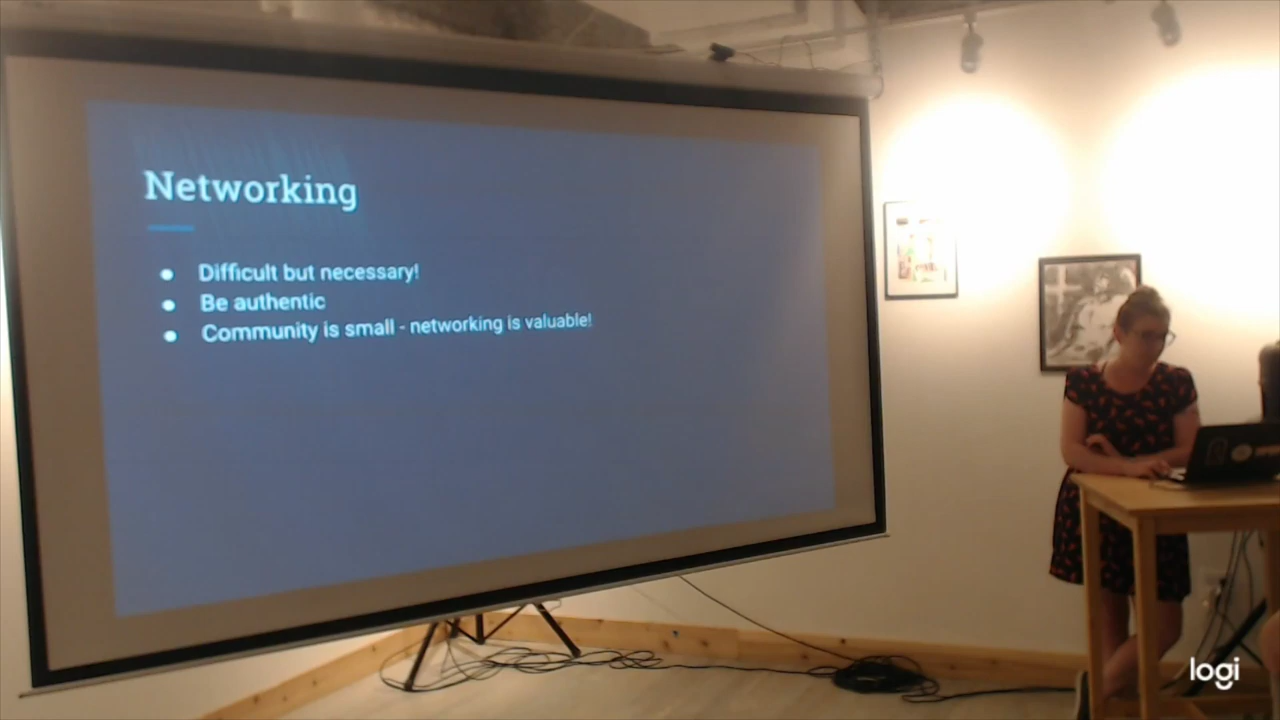 Networking
Difficult but necessary!
Be authentic
Community is small - networking is valuable!
logi